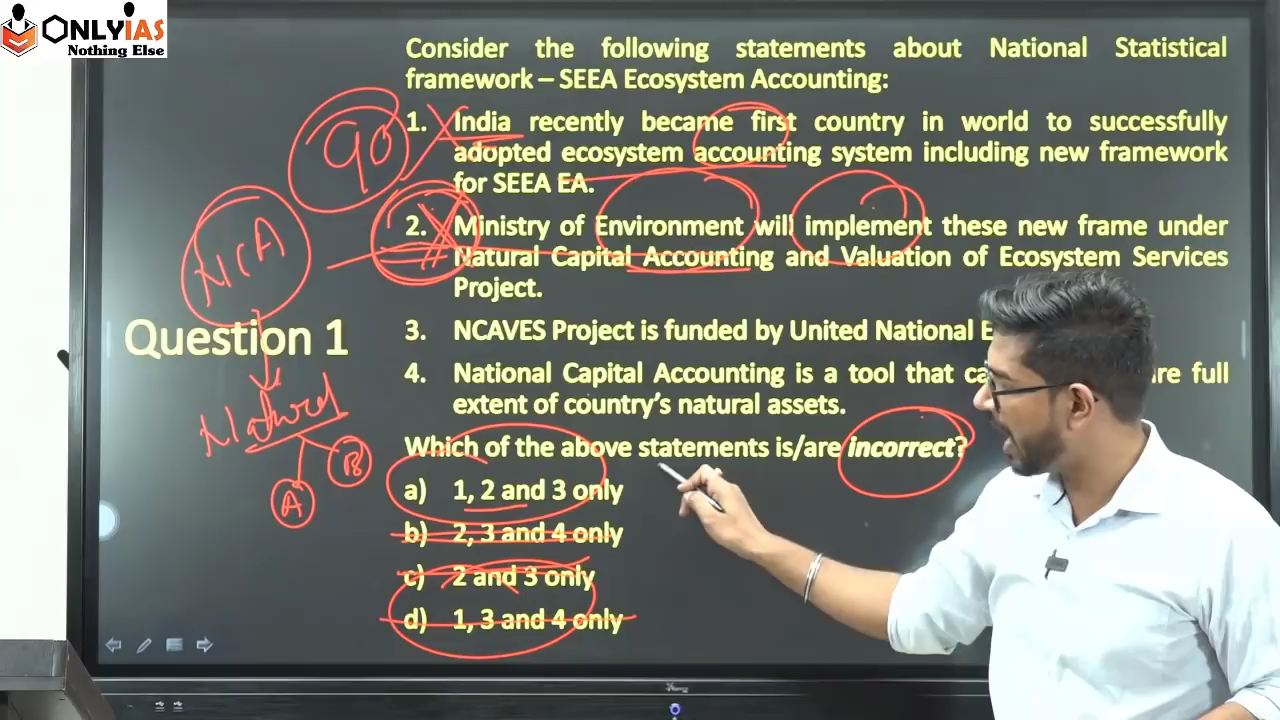 ONLYIAS
Nothing Else
Consider the following statements about National Statistical
framework – SEEA Ecosystem Accounting:
1. India recently became first country in world to successfully
adopted ecosystem accounting system including new framework
for SEEA EA.
2. Ministry of Environment will implement these new frame under
Natural Capital Accounting and Valuation of Ecosystem Services
Project.
3. NCAVES Project is funded by United National E
4. National Capital Accounting is a tool that ca re full
extent of country's natural assets.
Which of the above statements is/are incorrect?
a) 1, 2 and 3 only
b) 2, 3 and 4 only
c) 2 and 3 only
d) 1, 3 and 4 only
Question 1
90
NCA
Natural
A
B